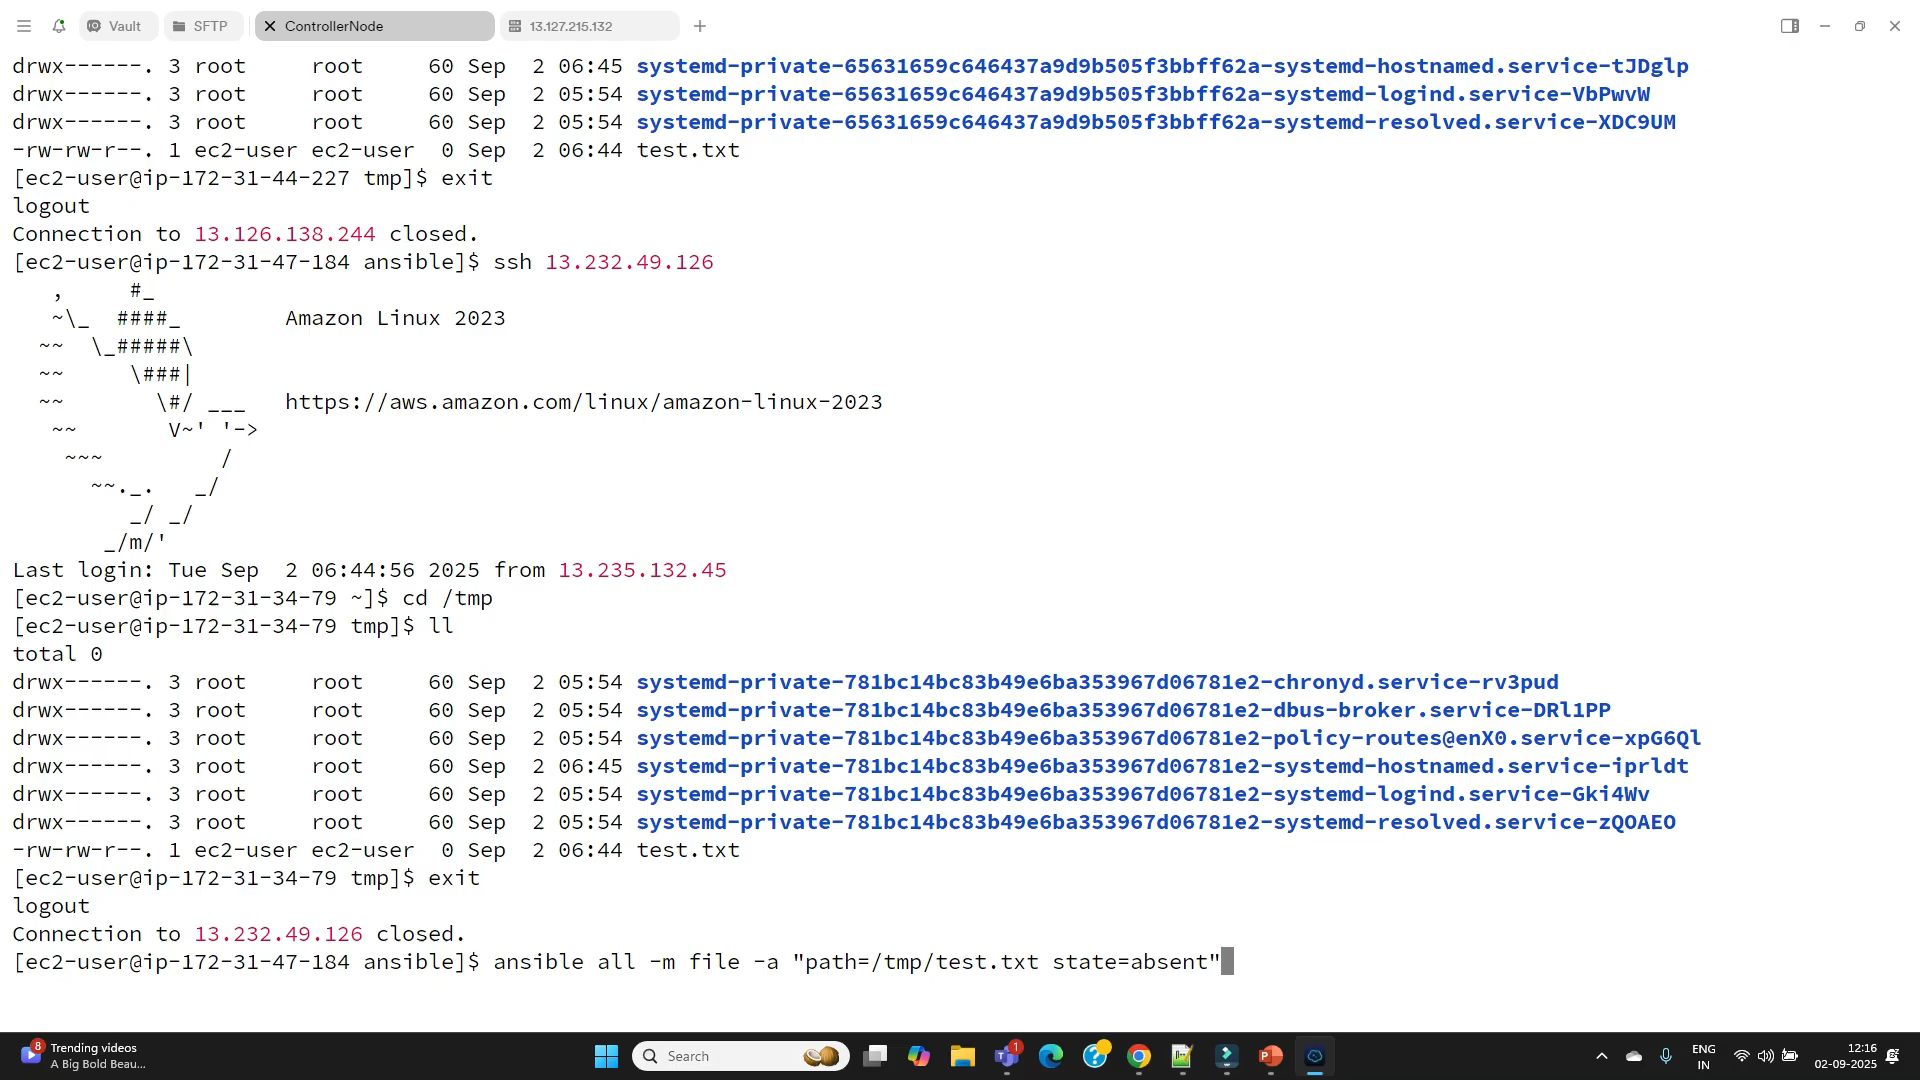 Vault
SFTP
ControllerNode
13.127.215.132
drwx------. 3 root     root     60 Sep  2 06:45 systemd-private-65631659c646437a9d9b505f3bbff62a-systemd-hostnamed.service-tJDglp
drwx------. 3 root     root     60 Sep  2 05:54 systemd-private-65631659c646437a9d9b505f3bbff62a-systemd-logind.service-VbPwvW
drwx------. 3 root     root     60 Sep  2 05:54 systemd-private-65631659c646437a9d9b505f3bbff62a-systemd-resolved.service-XDC9UM
-rw-rw-r--. 1 ec2-user ec2-user  0 Sep  2 06:44 test.txt
[ec2-user@ip-172-31-44-227 tmp]$ exit
logout
Connection to 13.126.138.244 closed.
[ec2-user@ip-172-31-47-184 ansible]$ ssh 13.232.49.126
   ,     #_
   ~\_  ####_        Amazon Linux 2023
  ~~  \_#####\
  ~~     \###|
  ~~       \#/ ___   https://aws.amazon.com/linux/amazon-linux-2023
   ~~       V~' '->
    ~~~         /
      ~~._.   _/
         _/ _/
       _/m/'
Last login: Tue Sep  2 06:44:56 2025 from 13.235.132.45
[ec2-user@ip-172-31-34-79 ~]$ cd /tmp
[ec2-user@ip-172-31-34-79 tmp]$ ll
total 0
drwx------. 3 root     root     60 Sep  2 05:54 systemd-private-781bc14bc83b49e6ba353967d06781e2-chronyd.service-rv3pud
drwx------. 3 root     root     60 Sep  2 05:54 systemd-private-781bc14bc83b49e6ba353967d06781e2-dbus-broker.service-DRl1PP
drwx------. 3 root     root     60 Sep  2 05:54 systemd-private-781bc14bc83b49e6ba353967d06781e2-policy-routes@enX0.service-xpG6Ql
drwx------. 3 root     root     60 Sep  2 06:45 systemd-private-781bc14bc83b49e6ba353967d06781e2-systemd-hostnamed.service-iprldt
drwx------. 3 root     root     60 Sep  2 05:54 systemd-private-781bc14bc83b49e6ba353967d06781e2-systemd-logind.service-Gki4Wv
drwx------. 3 root     root     60 Sep  2 05:54 systemd-private-781bc14bc83b49e6ba353967d06781e2-systemd-resolved.service-zQOAEO
-rw-rw-r--. 1 ec2-user ec2-user  0 Sep  2 06:44 test.txt
[ec2-user@ip-172-31-34-79 tmp]$ exit
logout
Connection to 13.232.49.126 closed.
[ec2-user@ip-172-31-47-184 ansible]$ ansible all -m file -a "path=/tmp/test.txt state=absent"
8
Trending videos
A Big Bold Beau...
Search
1
ENG
IN
12:16
02-09-2025